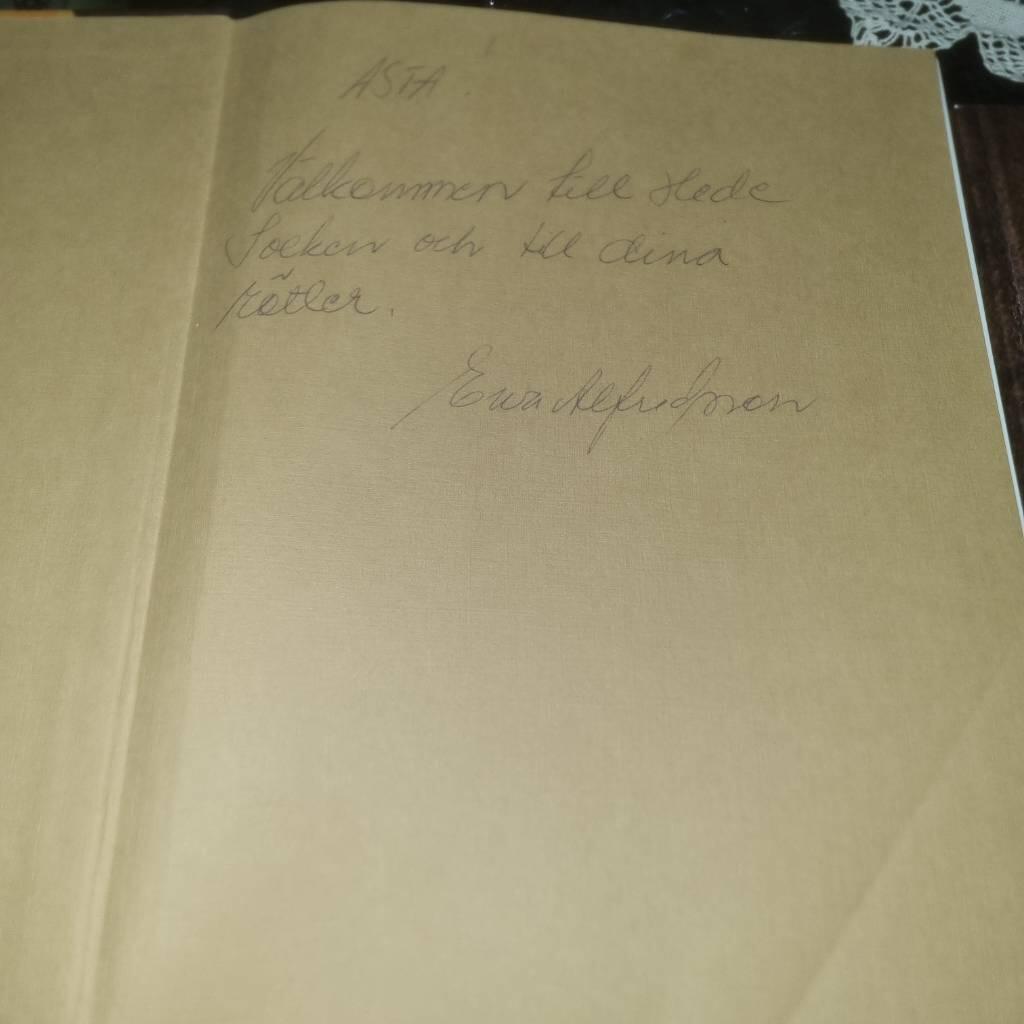 ASTA.
Välkommen till Hede
Socken och till dina
rötter.
Ewa Alfredsson